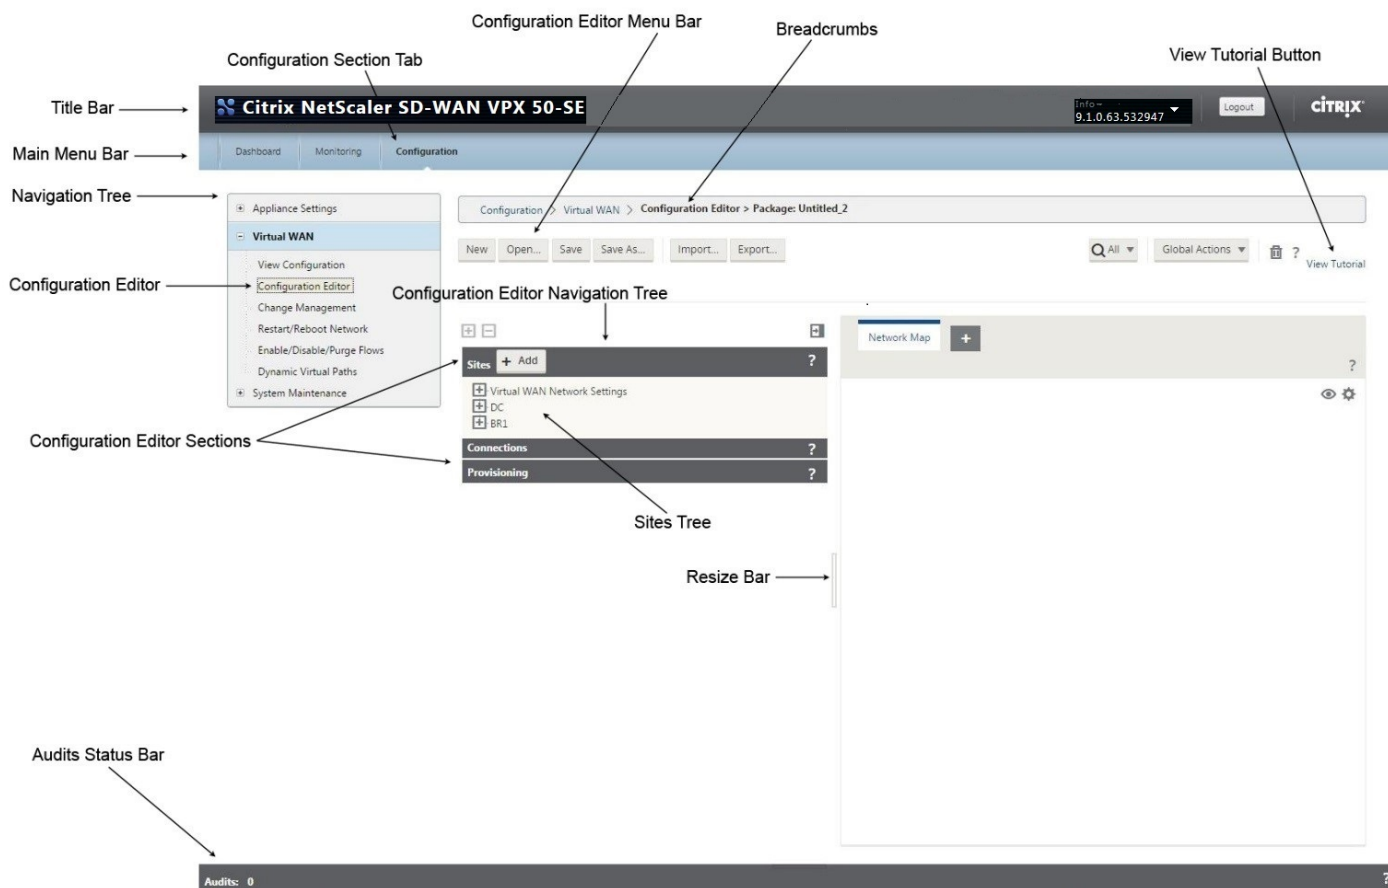 Configuration Editor Menu Bar
Breadcrumbs
Configuration Section Tab
View Tutorial Button
Title Bar
Citrix NetScaler SD-WAN VPX 50-SE
Info
9.1.0.63.532947
Logout
CITRIX
Main Menu Bar
Dashboard Monitoring Configuration
Navigation Tree
+ Appliance Settings
Configuration > Virtual WAN > Configuration Editor > Package: Untitled_2
- Virtual WAN
New Open... Save Save As... Import... Export... All Global Actions ? View Tutorial
View Configuration
Configuration Editor
Configuration Editor
Configuration Editor Navigation Tree
Change Management
Restart/Reboot Network
Enable/Disable/Purge Flows
Dynamic Virtual Paths
+ System Maintenance
+ -
Network Map +
Sites + Add ?
?
+ Virtual WAN Network Settings
+ DC
+ BR1
Configuration Editor Sections
Connections ?
Provisioning ?
Sites Tree
Resize Bar
Audits Status Bar
Audits: 0 ?